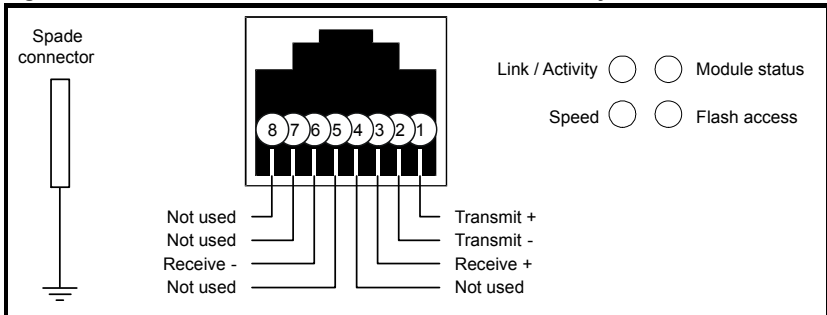 Spade
connector
Link / Activity
Module status
Speed
Flash access
8 7 6 5 4 3 2 1
Not used
Transmit +
Not used
Transmit -
Receive -
Receive +
Not used
Not used